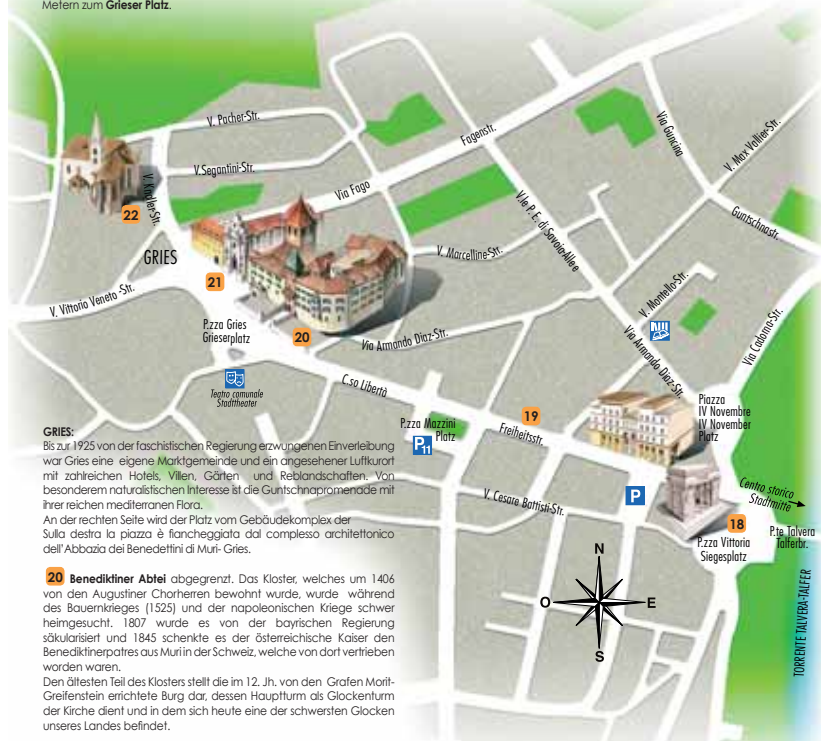 Metern zum Grieser Platz.
V. Pacher-Str.
Fagenstr.
Via Guncina
V. Max Valier-Str.
V.Segantini-Str.
V. Knoller-Str.
Via Fago
22
Guntschnastr.
V.le P. E. di Savoia-Allee
GRIES
V. Marcelline-Str.
21
V. Vittorio Veneto -Str.
V. Montello-Str.
P.zza Gries
Grieserplatz
20
Via Armando Diaz-Str.
Via Armando Diaz-Str.
Via Cadorna-Str.
Teatro comunale
Stadttheater
C.so Libertà
Piazza
IV Novembre
IV November
Platz
19
P.zza Mazzini
Platz
Freiheitsstr.
P11
GRIES:
Bis zur 1925 von der faschistischen Regierung erzwungenen Einverleibung
war Gries eine eigene Marktgemeinde und ein angesehener Luftkurort
mit zahlreichen Hotels, Villen, Gärten und Reblandschaften. Von
besonderem naturalistischen Interesse ist die Guntschnapromenade mit
ihrer reichen mediterranen Flora.
An der rechten Seite wird der Platz vom Gebäudekomplex der
Sulla destra la piazza è fiancheggiata dal complesso architettonico
dell'Abbazia dei Benedettini di Muri- Gries.
V. Cesare Battisti-Str.
P
Centro storico
Stadtmitte
18
P.zza Vittoria
Siegesplatz
P.te Talvera
Talferbr.
N
O
E
S
TORRENTE TALVERA-TALFER
20 Benediktiner Abtei abgegrenzt. Das Kloster, welches um 1406
von den Augustiner Chorherren bewohnt wurde, wurde während
des Bauernkrieges (1525) und der napoleonischen Kriege schwer
heimgesucht. 1807 wurde es von der bayrischen Regierung
säkularisiert und 1845 schenkte es der österreichische Kaiser den
Benediktinerpatres aus Muri in der Schweiz, welche von dort vertrieben
worden waren.
Den ältesten Teil des Klosters stellt die im 12. Jh. von den Grafen Morit-
Greifenstein errichtete Burg dar, dessen Hauptturm als Glockenturm
der Kirche dient und in dem sich heute eine der schwersten Glocken
unseres Landes befindet.